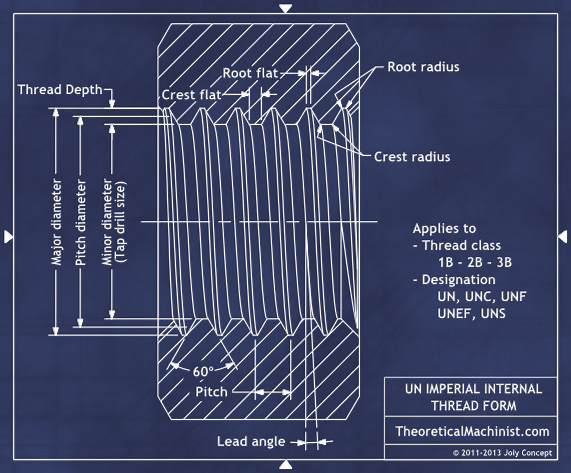 Root flat
Root radius
Thread Depth
Crest flat
Crest radius
Major diameter
Pitch diameter
Minor diameter
(Tap drill size)
Applies to
- Thread class
1B - 2B - 3B
- Designation
UN, UNC, UNF
UNEF, UNS
60°
Pitch
Lead angle
UN IMPERIAL INTERNAL
THREAD FORM
TheoreticalMachinist.com
© 2011-2013 Joly Concept